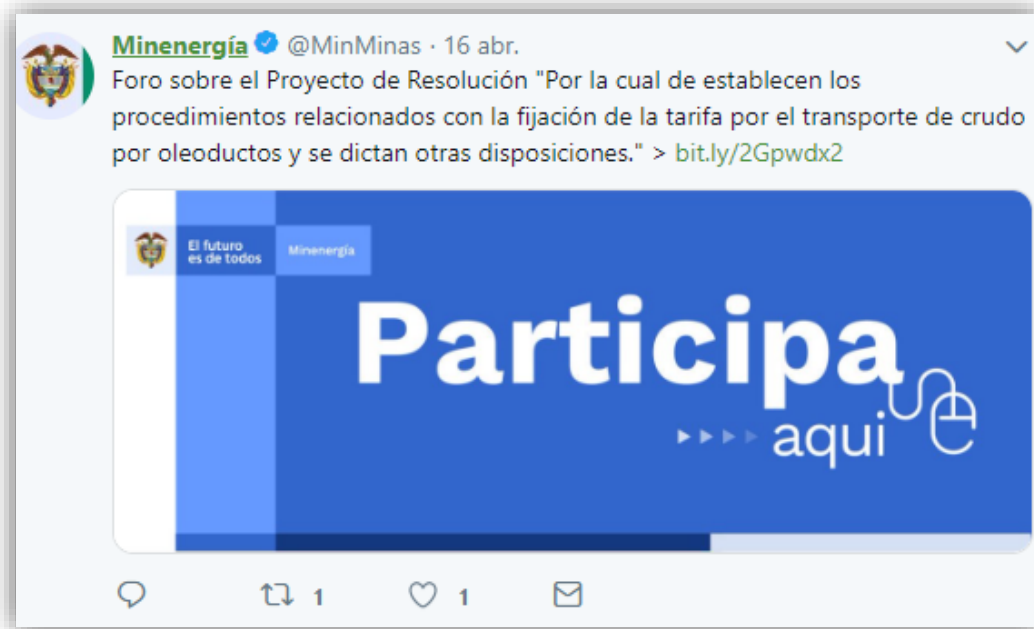 Minenergía @MinMinas · 16 abr.
Foro sobre el Proyecto de Resolución "Por la cual de establecen los
procedimientos relacionados con la fijación de la tarifa por el transporte de crudo
por oleoductos y se dictan otras disposiciones." > bit.ly/2Gpwdx2
El futuro
es de todos
Minenergía
Participa
aqui
1
1